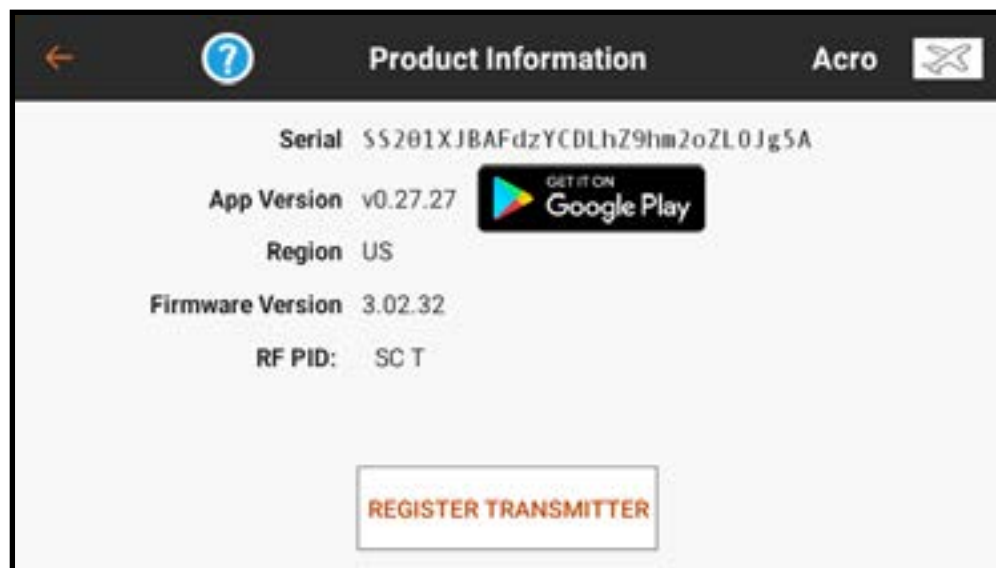 ? Product Information Acro
Serial SS201XJBAFdzYCDLhZ9hm2oZLOJg5A
App Version v0.27.27 GET IT ON Google Play
Region US
Firmware Version 3.02.32
RF PID: SC T
REGISTER TRANSMITTER